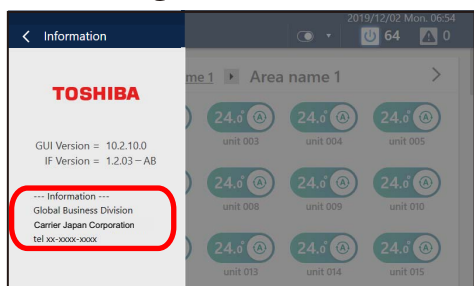 2019/12/02 Mon. 06:54
Information
64
0
me 1
Area name 1
TOSHIBA
24.0 A
24.0 A
24.0 A
unit 003
unit 004
unit 005
GUI Version = 10.2.10.0
IF Version = 1.2.03－AB
24.0 A
24.0 A
24.0 A
unit 008
unit 009
unit 010
--- Information ---
Global Business Division
Carrier Japan Corporation
tel xx-xxxx-xxxx
24.0 A
24.0 A
24.0 A
unit 013
unit 014
unit 015